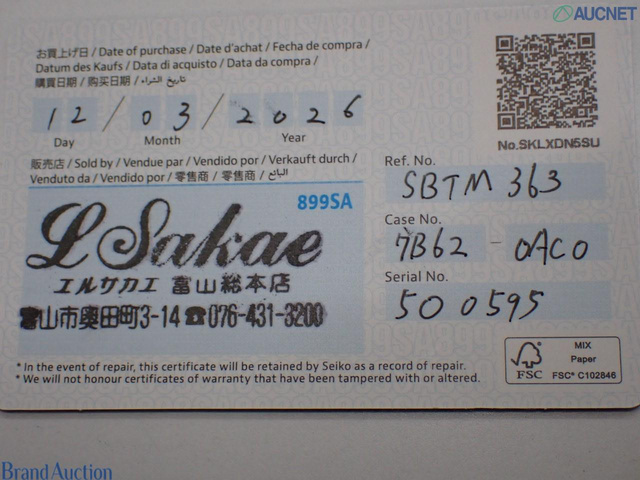 AUCNET
お買上げ日 / Date of purchase / Date d'achat / Fecha de compra /
Datum des Kaufs / Data di acquisto / Data da compra /
購買日期 / 购买日期 / تاريخ الشراء
12 / 03 / 2026
Day Month Year
No.SKLXDN5SU
販売店 / Sold by / Vendue par / Vendido por / Verkauft durch /
Venduto da / Vendido por / 零售商 / 零售商 / البائع
899SA
L Sakae
エルサカエ 富山総本店
富山市奥田町3-14☎076-431-3200
Ref. No.
SBTM363
Case No.
7B62-0AC0
Serial No.
500595
* In the event of repair, this certificate will be retained by Seiko as a record of repair.
* We will not honour certificates of warranty that have been tampered with or altered.
FSC
MIX
Paper
FSC® C102846
Brand Auction